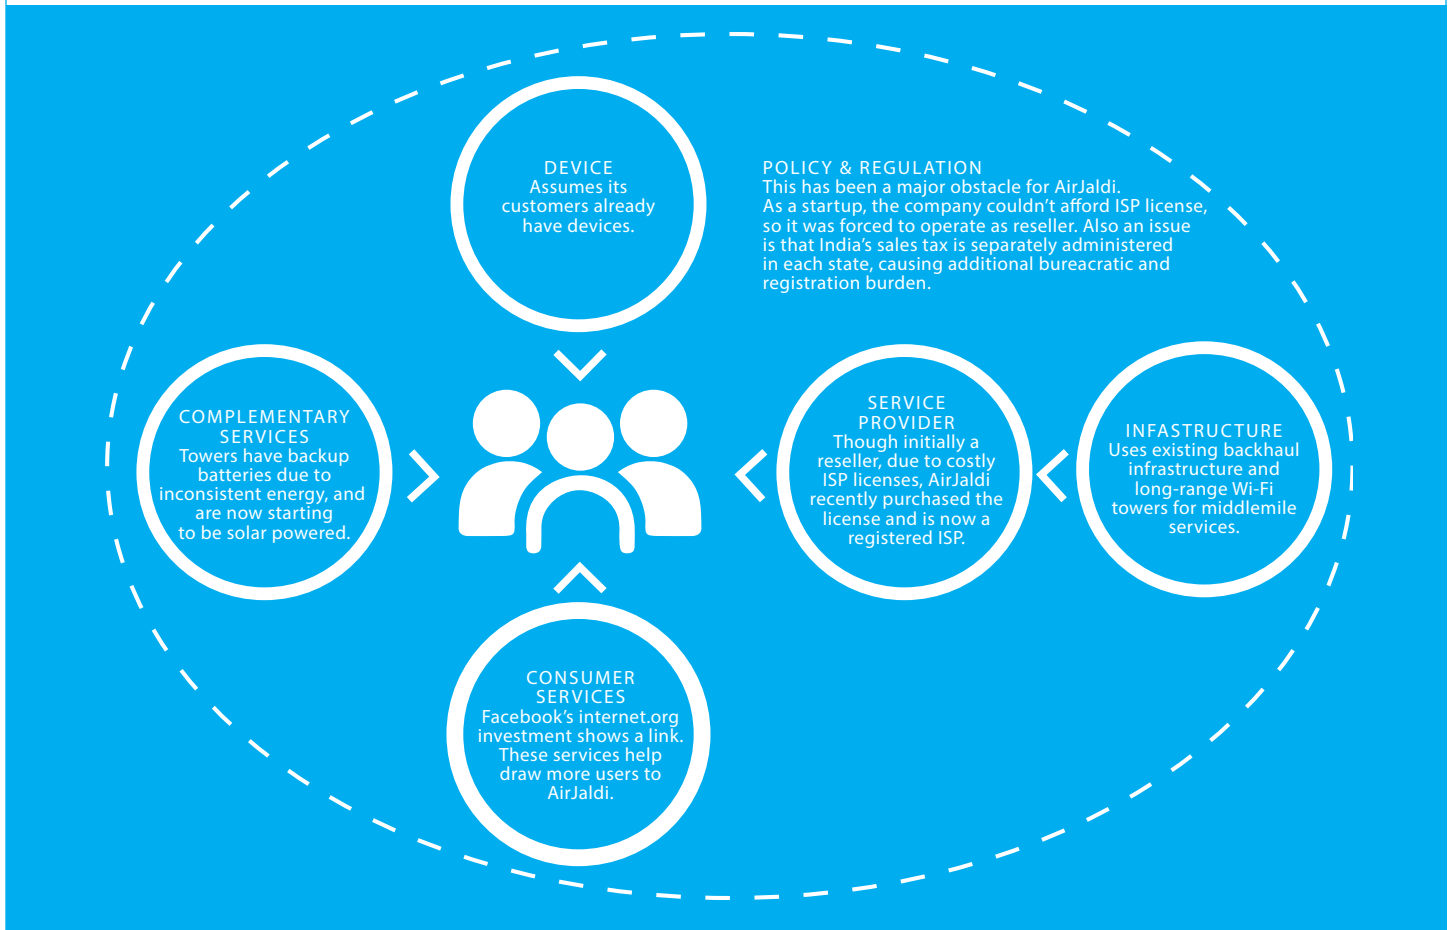 DEVICE
Assumes its
customers already
have devices.
POLICY & REGULATION
This has been a major obstacle for AirJaldi.
As a startup, the company couldn’t afford ISP license,
so it was forced to operate as reseller. Also an issue
is that India’s sales tax is separately administered
in each state, causing additional bureacratic and
registration burden.
COMPLEMENTARY
SERVICES
Towers have backup
batteries due to
inconsistent energy, and
are now starting
to be solar powered.
SERVICE
PROVIDER
Though initially a
reseller, due to costly
ISP licenses, AirJaldi
recently purchased the
license and is now a
registered ISP.
INFASTRUCTURE
Uses existing backhaul
infrastructure and
long-range Wi-Fi
towers for middlemile
services.
CONSUMER
SERVICES
Facebook’s internet.org
investment shows a link.
These services help
draw more users to
AirJaldi.